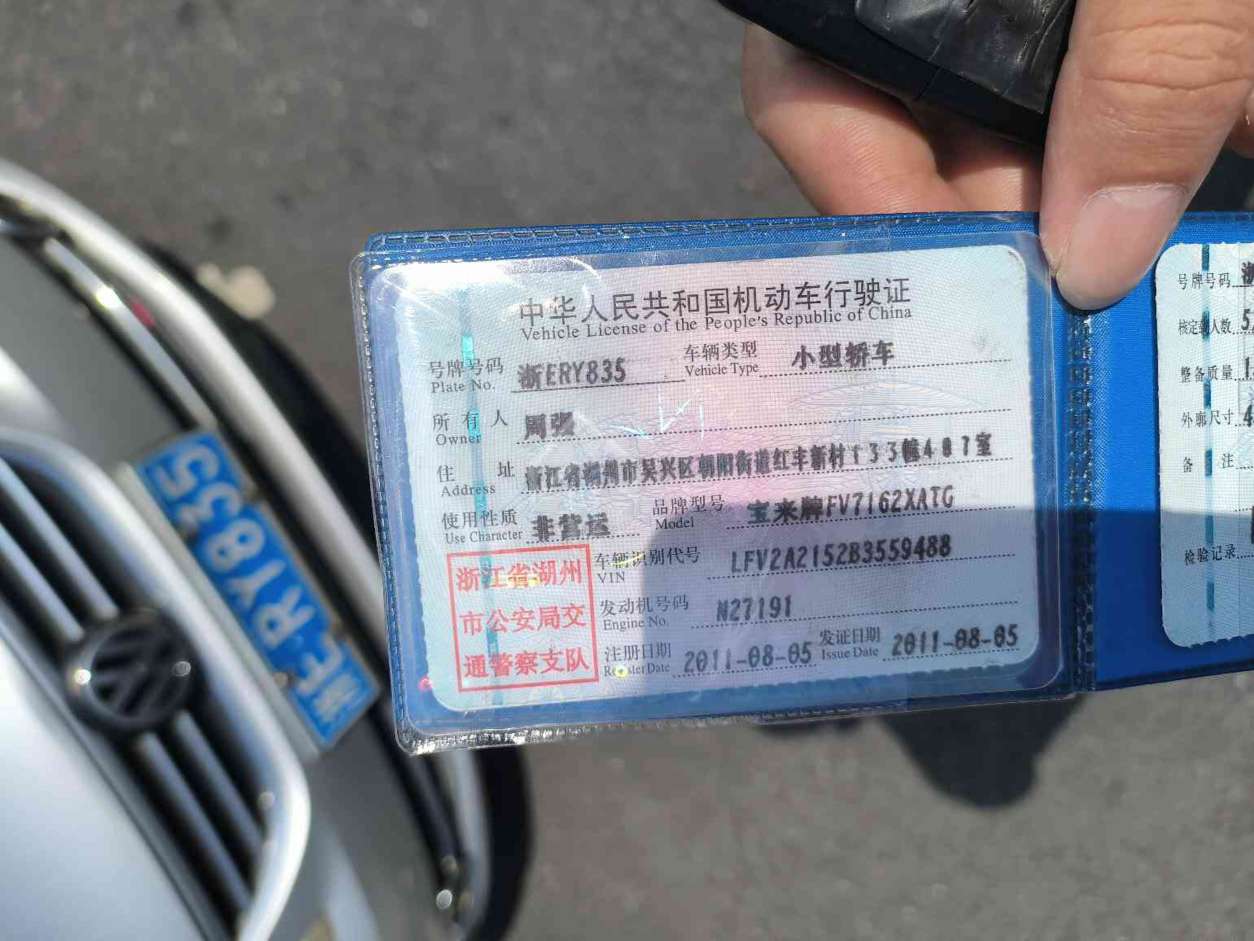 中华人民共和国机动车行驶证
Vehicle License of the People's Republic of China
号牌号码 浙ERY835 车辆类型 小型轿车
Plate No. Vehicle Type
所有人 周强
Owner
住址 浙江省湖州市吴兴区朝阳街道红丰新村133幢407室
Address
使用性质 非营运 品牌型号 宝来牌FV7162XATG
Use Character Model
车辆识别代号 LFV2A2152B3559488
VIN
发动机号码 N27191
Engine No.
注册日期 2011-08-05 发证日期 2011-08-05
Register Date Issue Date
浙江省湖州
市公安局交
通警察支队
号牌号码 浙
核定载人数 5
整备质量 1
外廓尺寸 4
备注
检验记录
浙E·RY835